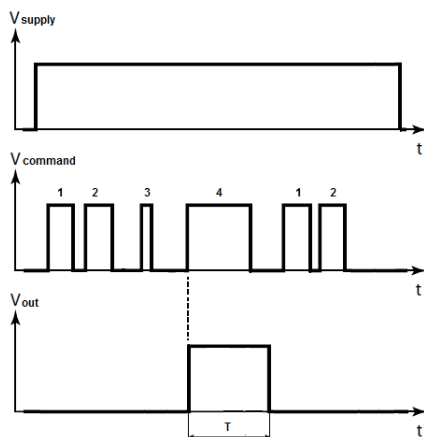 V supply
t
V command
1 2 3 4 1 2
t
V out
T
t